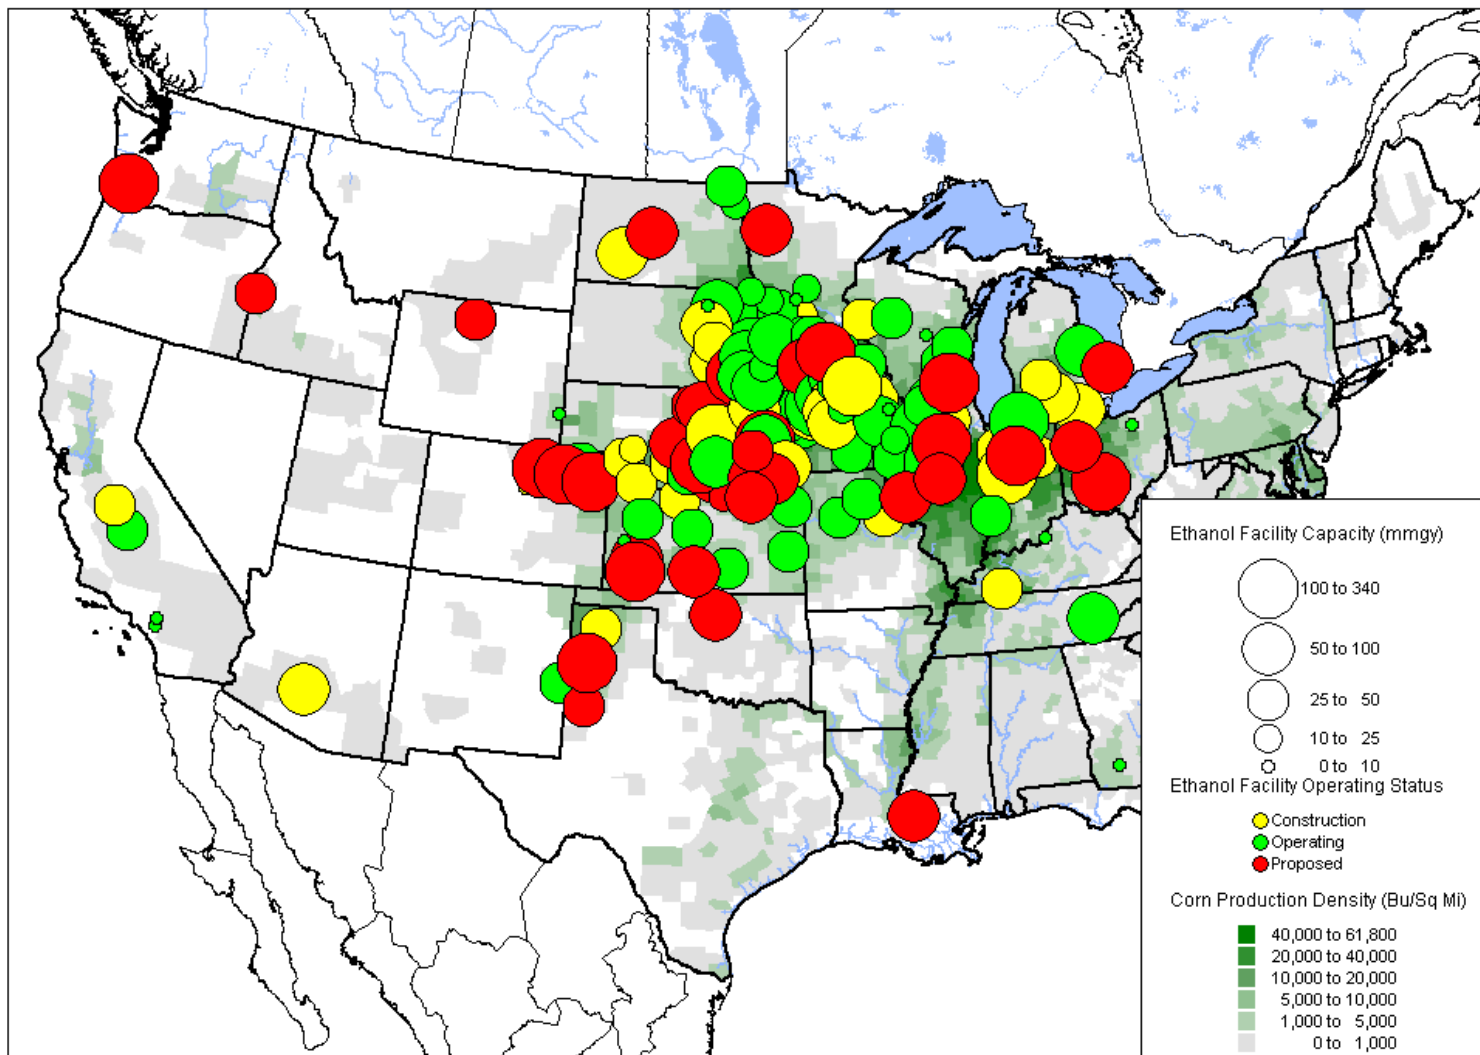 Ethanol Facility Capacity (mmgy)
100 to 340
50 to 100
25 to 50
10 to 25
0 to 10
Ethanol Facility Operating Status
Construction
Operating
Proposed
Corn Production Density (Bu/Sq Mi)
40,000 to 61,800
20,000 to 40,000
10,000 to 20,000
5,000 to 10,000
1,000 to 5,000
0 to 1,000